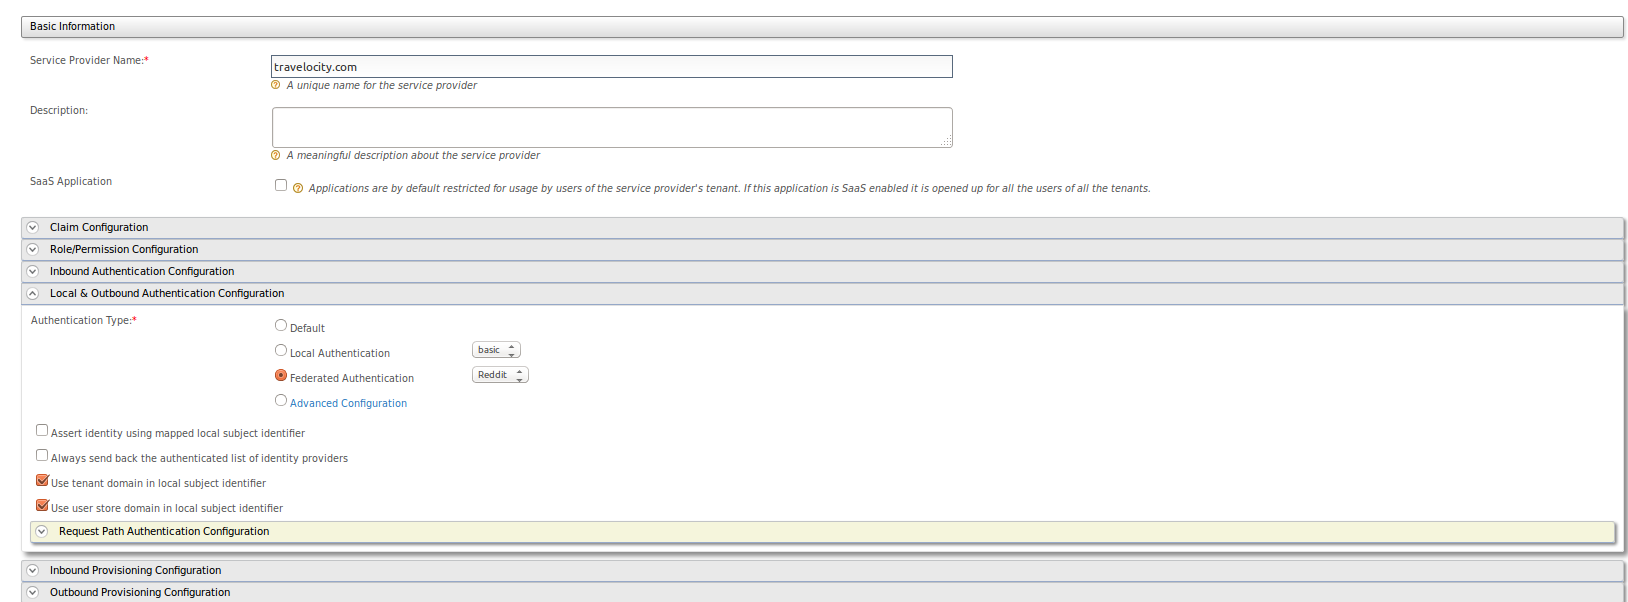 Basic Information
Service Provider Name:*
travelocity.com
A unique name for the service provider
Description:
A meaningful description about the service provider
SaaS Application
Applications are by default restricted for usage by users of the service provider's tenant. If this application is SaaS enabled it is opened up for all the users of all the tenants.
Claim Configuration
Role/Permission Configuration
Inbound Authentication Configuration
Local & Outbound Authentication Configuration
Authentication Type:*
Default
Local Authentication basic
Federated Authentication Reddit
Advanced Configuration
Assert identity using mapped local subject identifier
Always send back the authenticated list of identity providers
Use tenant domain in local subject identifier
Use user store domain in local subject identifier
Request Path Authentication Configuration
Inbound Provisioning Configuration
Outbound Provisioning Configuration